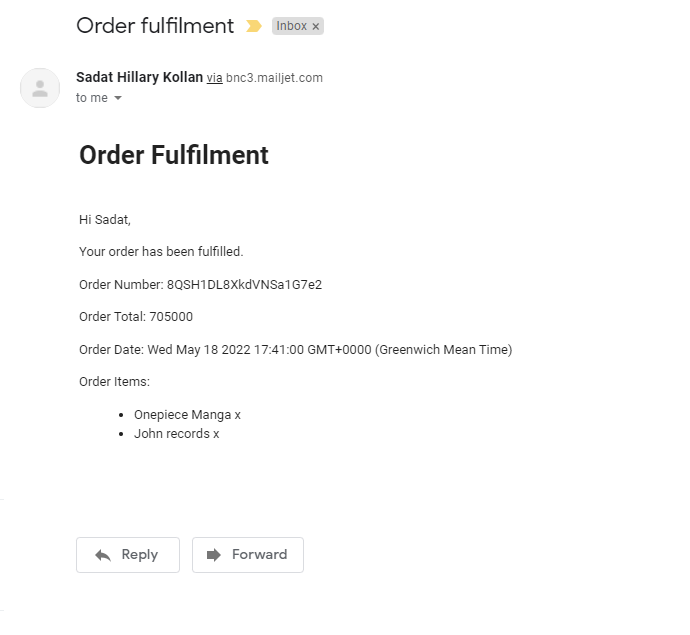 Order fulfilment Inbox x
Sadat Hillary Kollan via bnc3.mailjet.com
to me
Order Fulfilment
Hi Sadat,
Your order has been fulfilled.
Order Number: 8QSH1DL8XkdVNSa1G7e2
Order Total: 705000
Order Date: Wed May 18 2022 17:41:00 GMT+0000 (Greenwich Mean Time)
Order Items:
• Onepiece Manga x
• John records x
Reply Forward